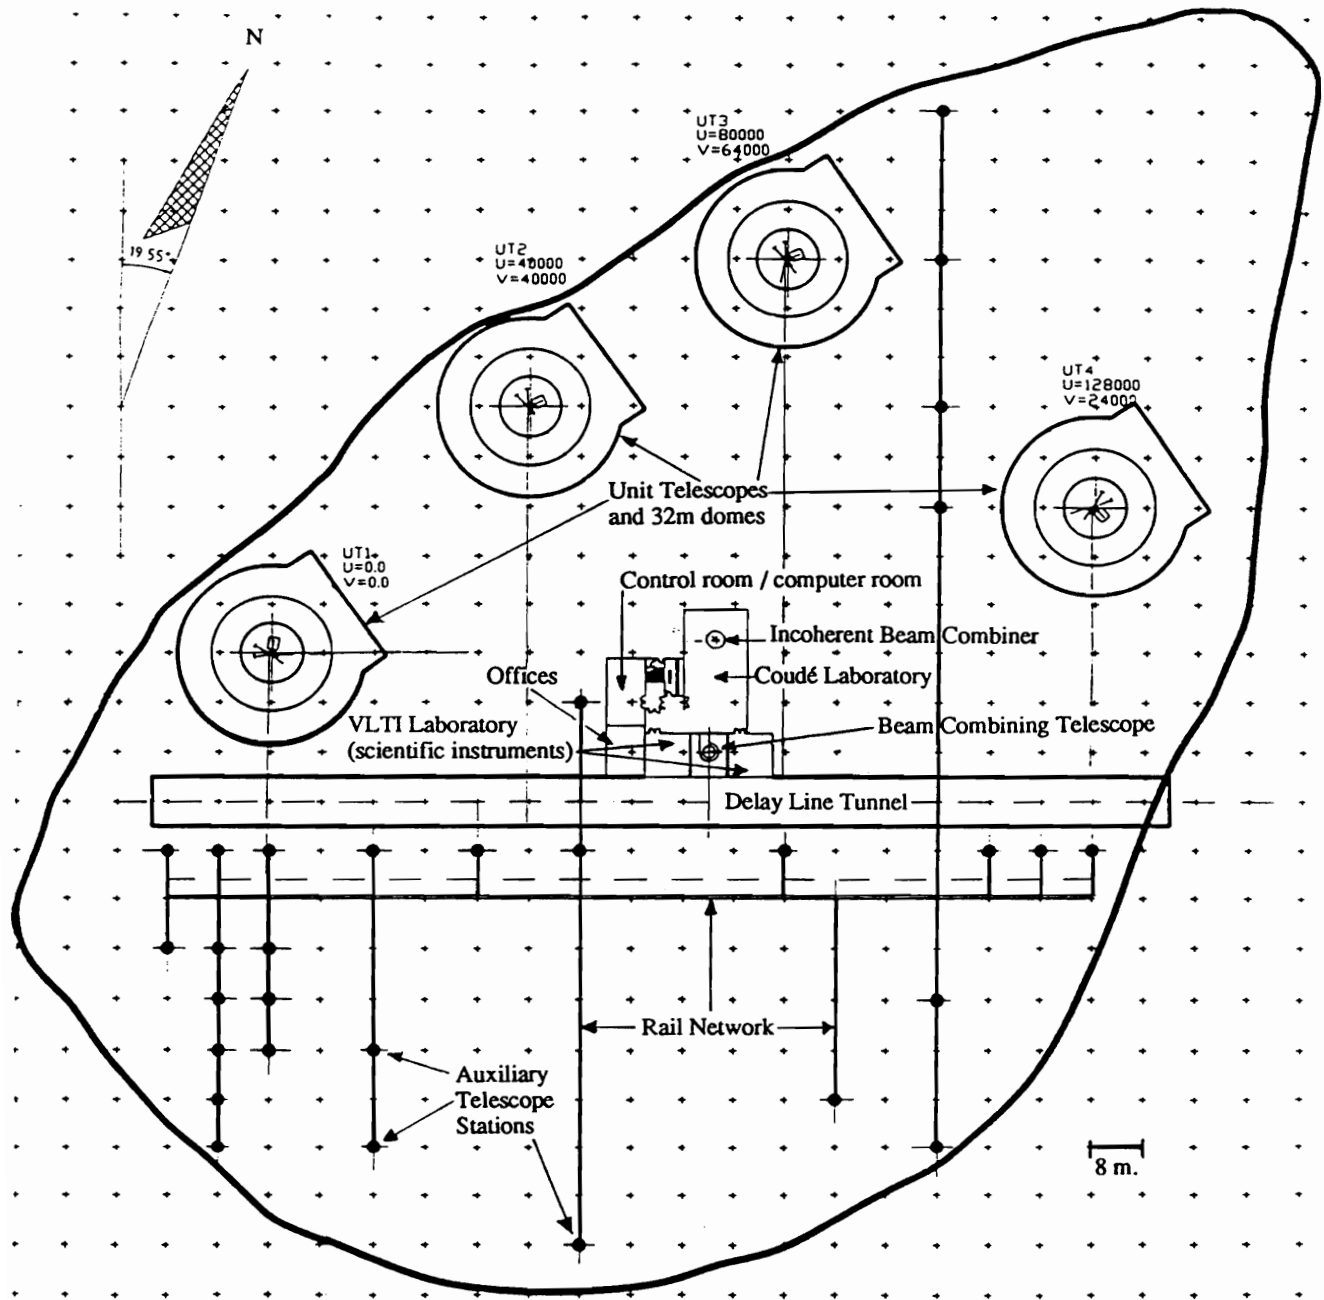 N
19 55°
UT3
U=80000
V=64000
UT2
U=40000
V=40000
UT4
U=128000
V=24000
Unit Telescopes
and 32m domes
UT1
U=0.0
V=0.0
Control room / computer room
Incoherent Beam Combiner
Offices
Coudé Laboratory
VLTI Laboratory
(scientific instruments)
Beam Combining Telescope
Delay Line Tunnel
Rail Network
Auxiliary
Telescope
Stations
8 m.